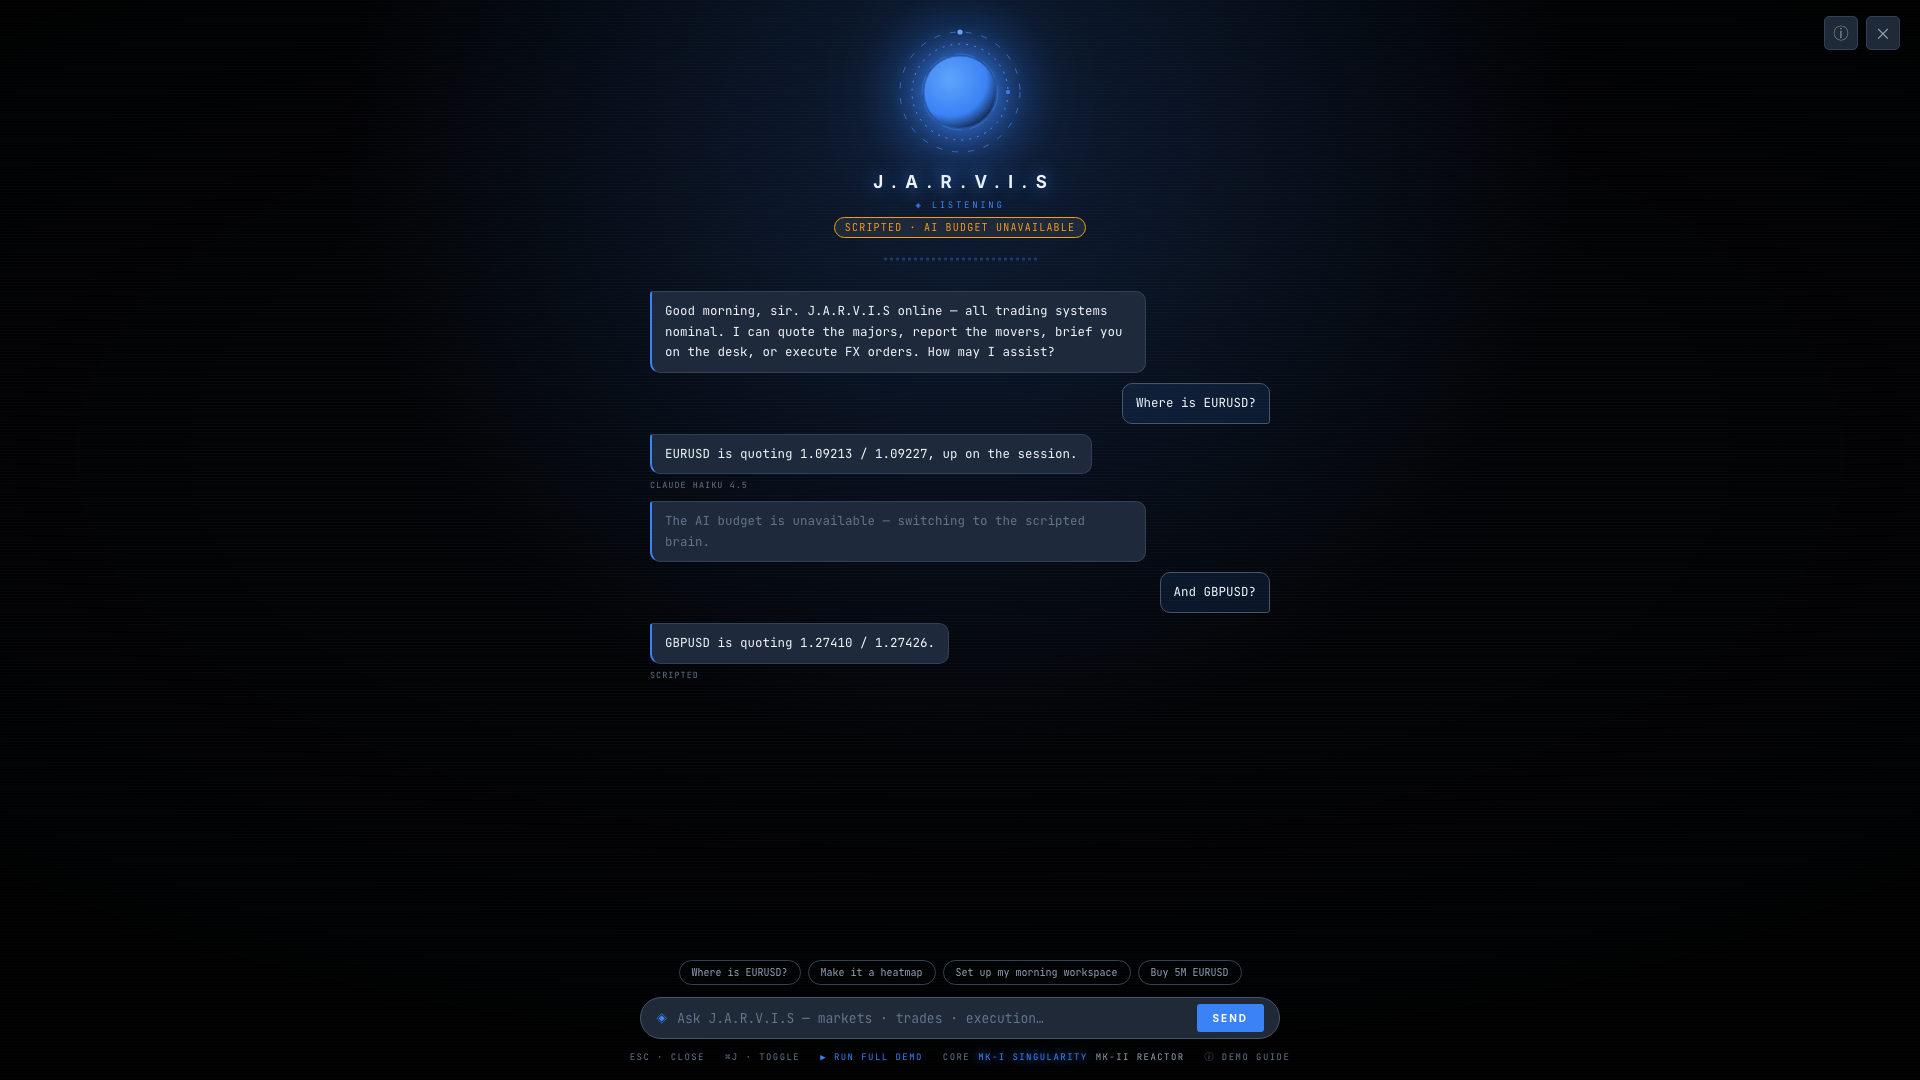 ⓘ ×
J.A.R.V.I.S
◈ LISTENING
SCRIPTED · AI BUDGET UNAVAILABLE
Good morning, sir. J.A.R.V.I.S online — all trading systems
nominal. I can quote the majors, report the movers, brief you
on the desk, or execute FX orders. How may I assist?
Where is EURUSD?
EURUSD is quoting 1.09213 / 1.09227, up on the session.
CLAUDE HAIKU 4.5
The AI budget is unavailable — switching to the scripted
brain.
And GBPUSD?
GBPUSD is quoting 1.27410 / 1.27426.
SCRIPTED
Where is EURUSD? Make it a heatmap Set up my morning workspace Buy 5M EURUSD
◈ Ask J.A.R.V.I.S — markets · trades · execution… SEND
ESC · CLOSE ⌘J · TOGGLE ▶ RUN FULL DEMO CORE MK-I SINGULARITY MK-II REACTOR ⓘ DEMO GUIDE